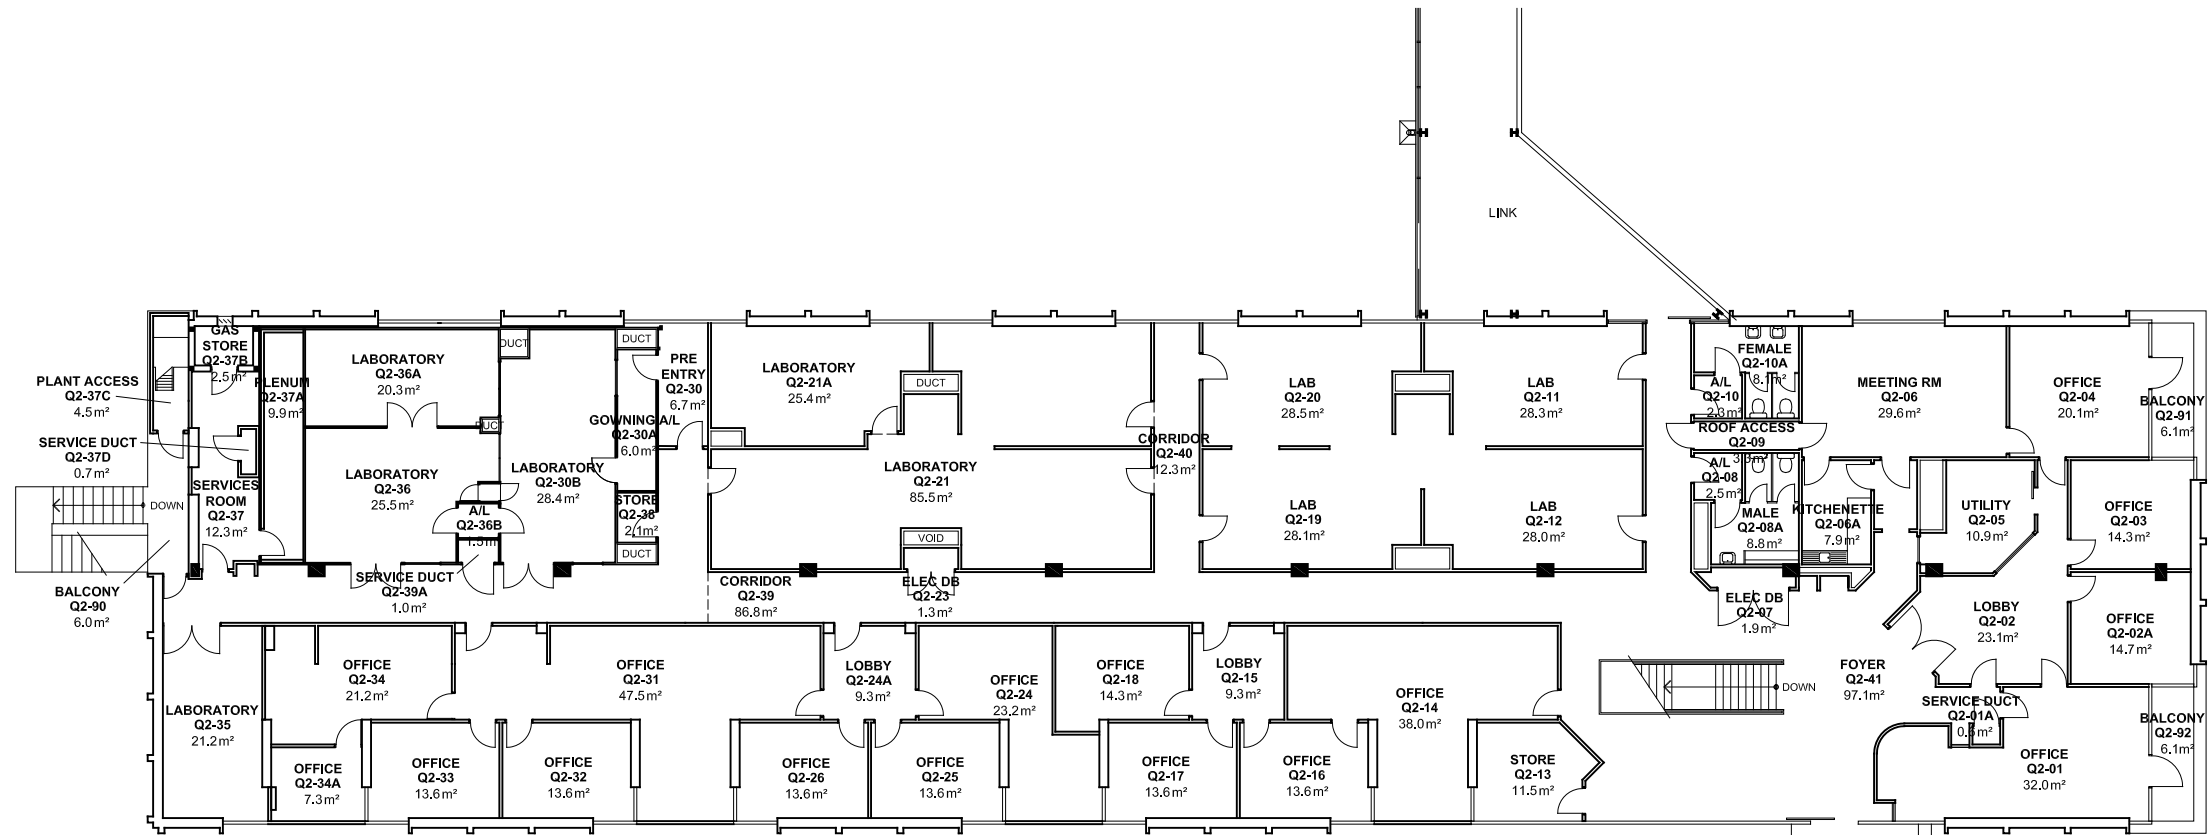 LINK
GAS
STORE
Q2-37B
2.5m²
PLANT ACCESS
Q2-37C
4.5m²
SERVICE DUCT
Q2-37D
0.7m²
SERVICES
ROOM
Q2-37
12.3m²
DOWN
BALCONY
Q2-90
6.0m²
PLENUM
Q2-37A
9.9m²
LABORATORY
Q2-36A
20.3m²
DUCT
DUCT
LABORATORY
Q2-36
25.5m²
A/L
Q2-36B
1.5m²
SERVICE DUCT
Q2-39A
1.0m²
LABORATORY
Q2-30B
28.4m²
DUCT
GOWNING A/L
Q2-30A
6.0m²
STORE
Q2-38
2.1m²
DUCT
PRE
ENTRY
Q2-30
6.7m²
LABORATORY
Q2-21A
25.4m²
DUCT
LABORATORY
Q2-21
85.5m²
VOID
ELEC DB
Q2-23
1.3m²
CORRIDOR
Q2-39
86.8m²
CORRIDOR
Q2-40
12.3m²
LAB
Q2-20
28.5m²
LAB
Q2-11
28.3m²
LAB
Q2-19
28.1m²
LAB
Q2-12
28.0m²
FEMALE
Q2-10A
8.1m²
A/L
Q2-10
2.3m²
ROOF ACCESS
Q2-09
3.3m²
A/L
Q2-08
2.5m²
MALE
Q2-08A
8.8m²
KITCHENETTE
Q2-06A
7.9m²
ELEC DB
Q2-07
1.9m²
MEETING RM
Q2-06
29.6m²
OFFICE
Q2-04
20.1m²
BALCONY
Q2-91
6.1m²
UTILITY
Q2-05
10.9m²
OFFICE
Q2-03
14.3m²
LOBBY
Q2-02
23.1m²
OFFICE
Q2-02A
14.7m²
FOYER
Q2-41
97.1m²
DOWN
SERVICE DUCT
Q2-01A
OFFICE
Q2-01
32.0m²
BALCONY
Q2-92
6.1m²
LABORATORY
Q2-35
21.2m²
OFFICE
Q2-34
21.2m²
OFFICE
Q2-34A
7.3m²
OFFICE
Q2-33
13.6m²
OFFICE
Q2-32
13.6m²
OFFICE
Q2-31
47.5m²
OFFICE
Q2-26
13.6m²
LOBBY
Q2-24A
9.3m²
OFFICE
Q2-25
13.6m²
OFFICE
Q2-24
23.2m²
OFFICE
Q2-18
14.3m²
OFFICE
Q2-17
13.6m²
LOBBY
Q2-15
9.3m²
OFFICE
Q2-16
13.6m²
OFFICE
Q2-14
38.0m²
STORE
Q2-13
11.5m²